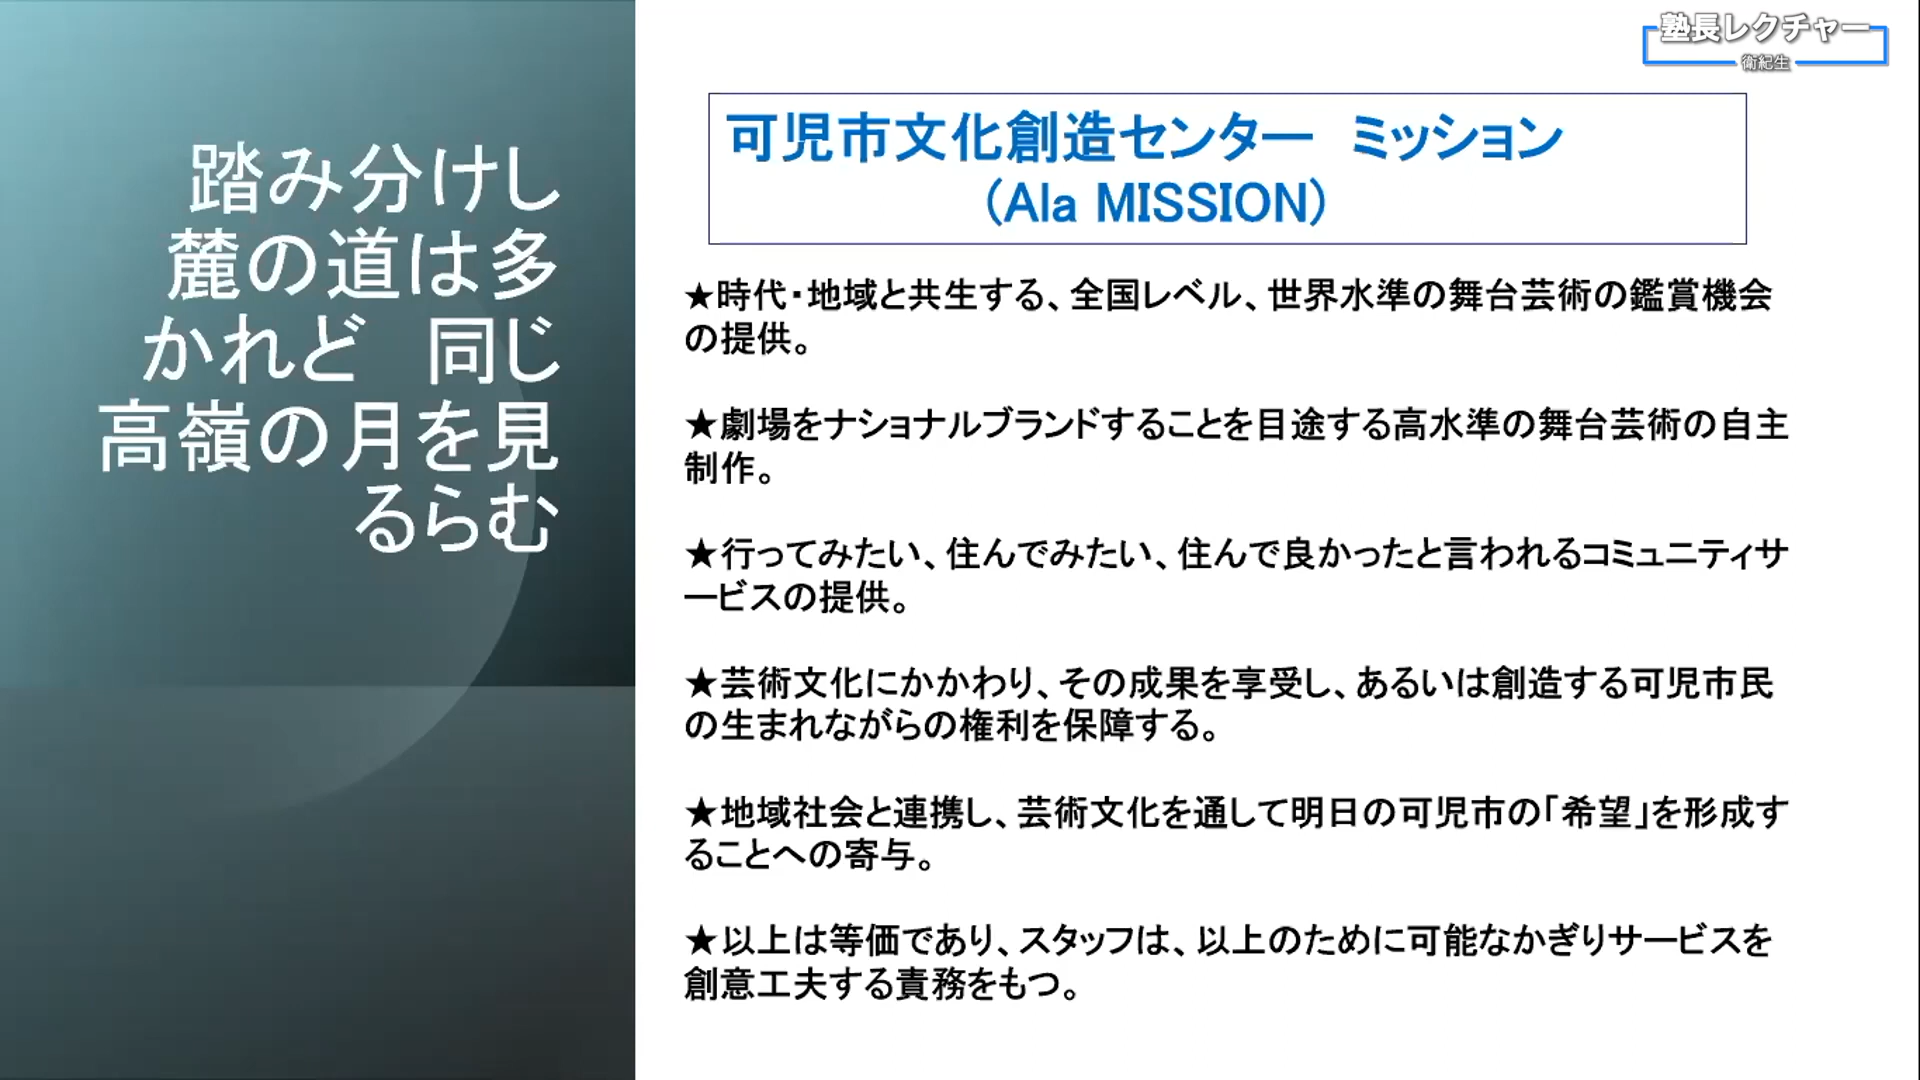 塾長レクチャー
衛紀生
踏み分けし
麓の道は多
かれど　同じ
高嶺の月を見
るらむ
可児市文化創造センター　ミッション
（Ala MISSION）
★時代・地域と共生する、全国レベル、世界水準の舞台芸術の鑑賞機会
の提供。
★劇場をナショナルブランドすることを目途する高水準の舞台芸術の自主
制作。
★行ってみたい、住んでみたい、住んで良かったと言われるコミュニティサ
ービスの提供。
★芸術文化にかかわり、その成果を享受し、あるいは創造する可児市民
の生まれながらの権利を保障する。
★地域社会と連携し、芸術文化を通して明日の可児市の「希望」を形成す
ることへの寄与。
★以上は等価であり、スタッフは、以上のために可能なかぎりサービスを
創意工夫する責務をもつ。